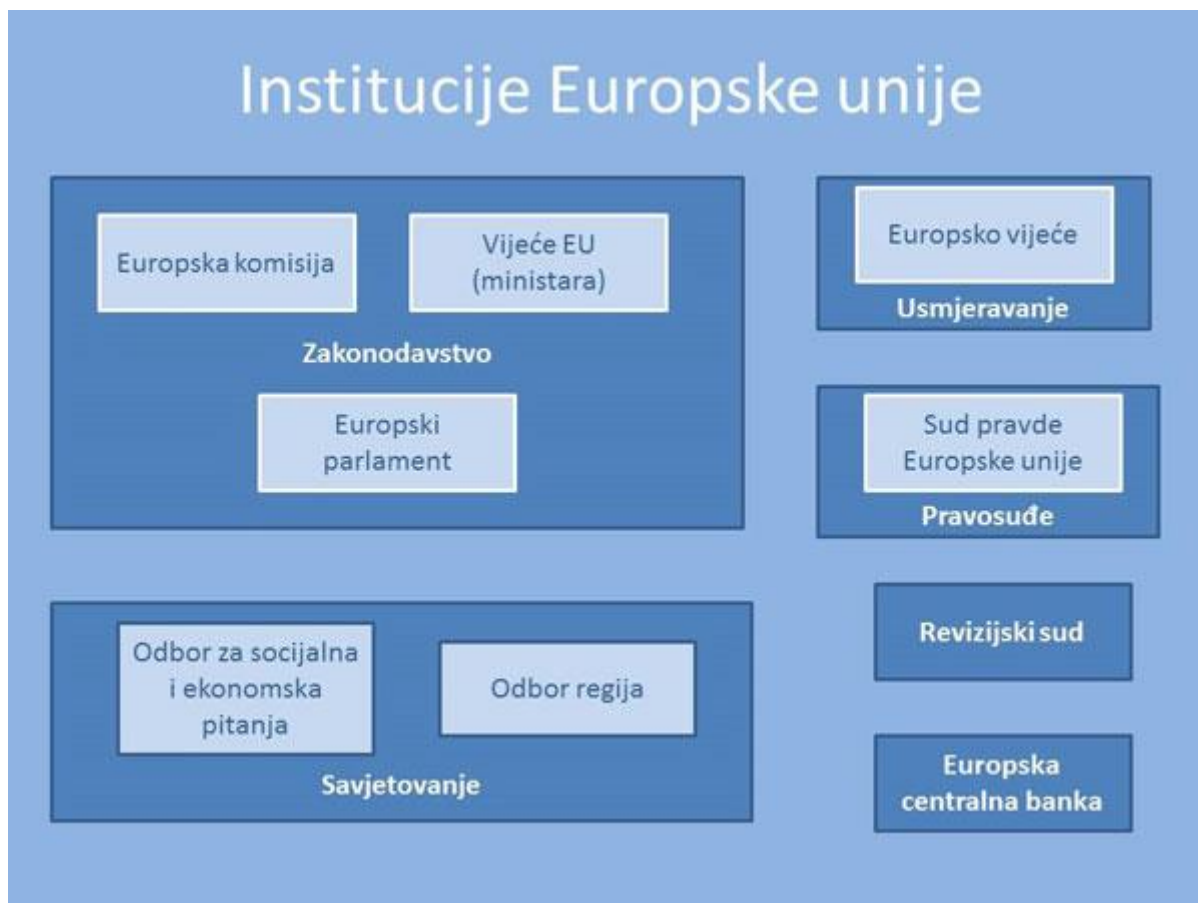 Institucije Europske unije
Europska komisija
Vijeće EU
(ministara)
Zakonodavstvo
Europski
parlament
Europsko vijeće
Usmjeravanje
Sud pravde
Europske unije
Pravosuđe
Odbor za socijalna
i ekonomska
pitanja
Odbor regija
Savjetovanje
Revizijski sud
Europska
centralna banka